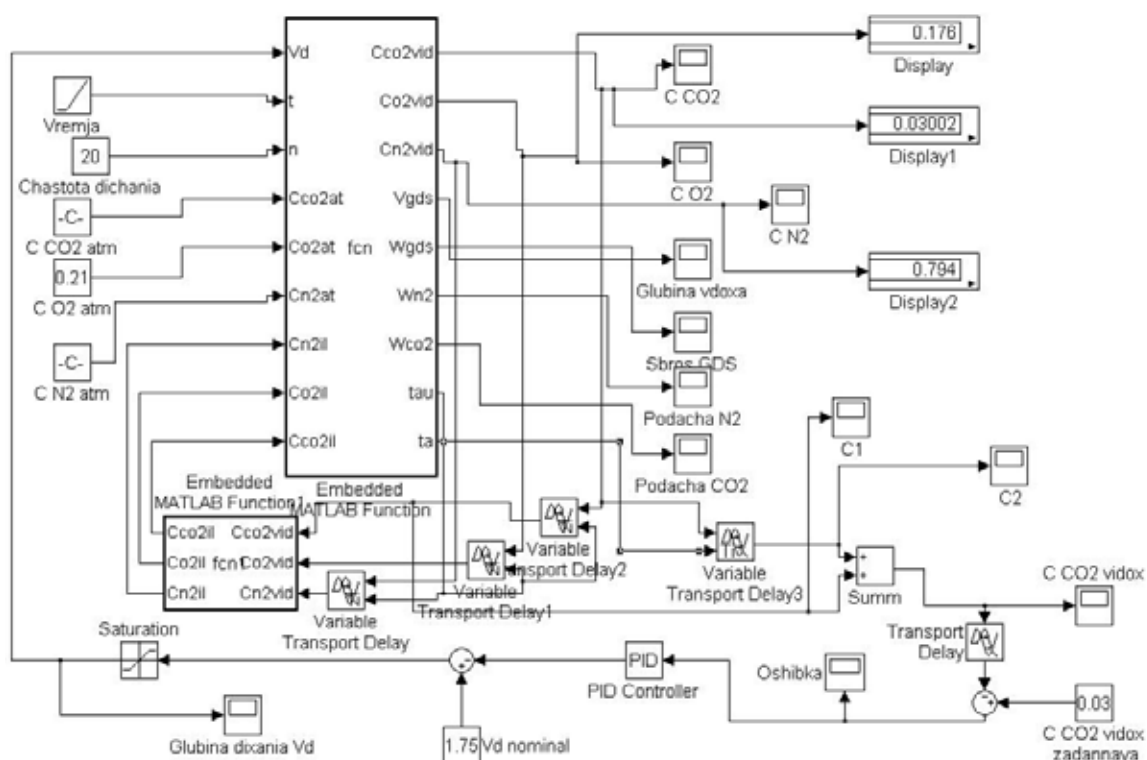 Vd
t
n
Cco2at
Co2at
Cn2at
Cn2il
Co2il
Cco2il
fcn
Cco2vid
Co2vid
Cn2vid
Vgds
Wgds
Wn2
Wco2
tau
ta
Embedded
MATLAB Function
Vremja
20
Chastota dichania
-C-
C CO2 atm
0.21
C O2 atm
-C-
C N2 atm
C CO2
C O2
C N2
Glubina vdoxa
Sbros GDS
Podacha N2
Podacha CO2
0.176
Display
0.03002
Display1
0.794
Display2
C1
C2
Embedded
MATLAB Function1
Cco2il
Co2il
Cn2il
fcn1
Cco2vid
Co2vid
Cn2vid
Variable
Transport Delay2
Variable
Transport Delay1
Variable
Transport Delay
Variable
Transport Delay3
+
+
Summ
C CO2 vidox
Transport
Delay
Saturation
PID
PID Controller
Oshibka
0.03
C CO2 vidox
zadannaya
Glubina dixania Vd
1.75
Vd nominal